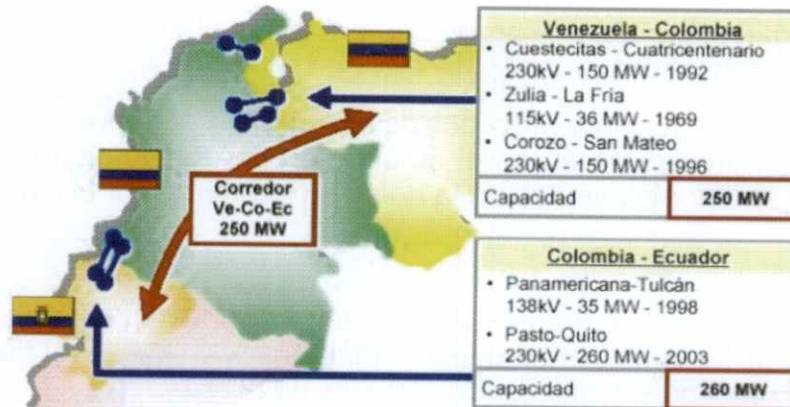 Venezuela - Colombia
• Cuestecitas - Cuatricentenario
230kV - 150 MW - 1992
• Zulia - La Fría
115kV - 36 MW - 1969
• Corozo - San Mateo
230kV - 150 MW - 1996
Capacidad 250 MW
Corredor
Ve-Co-Ec
250 MW
Colombia - Ecuador
• Panamericana-Tulcán
138kV - 35 MW - 1998
• Pasto-Quito
230kV - 260 MW - 2003
Capacidad 260 MW